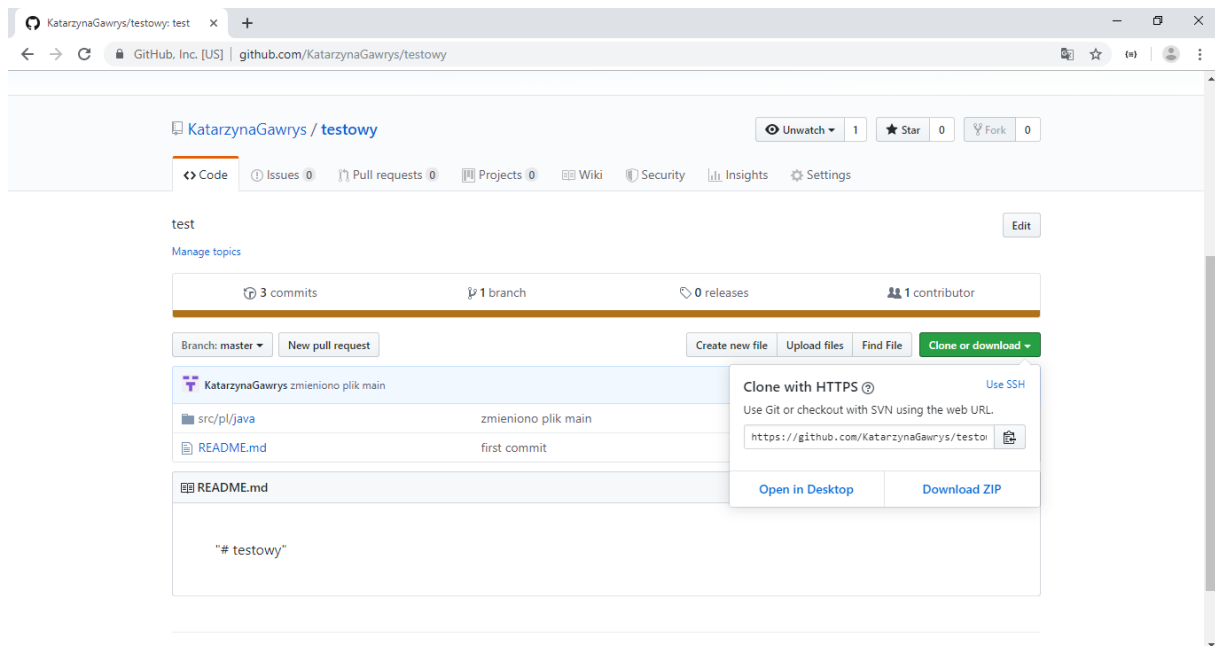 KatarzynaGawrys/testowy: test
GitHub, Inc. [US] | github.com/KatarzynaGawrys/testowy
KatarzynaGawrys / testowy
Unwatch 1 Star 0 Fork 0
Code Issues 0 Pull requests 0 Projects 0 Wiki Security Insights Settings
test
Edit
Manage topics
3 commits 1 branch 0 releases 1 contributor
Branch: master New pull request Create new file Upload files Find File Clone or download
KatarzynaGawrys zmieniono plik main
src/pl/java zmieniono plik main
README.md first commit
Clone with HTTPS Use SSH
Use Git or checkout with SVN using the web URL.
https://github.com/KatarzynaGawrys/testo
Open in Desktop Download ZIP
README.md
"# testowy"